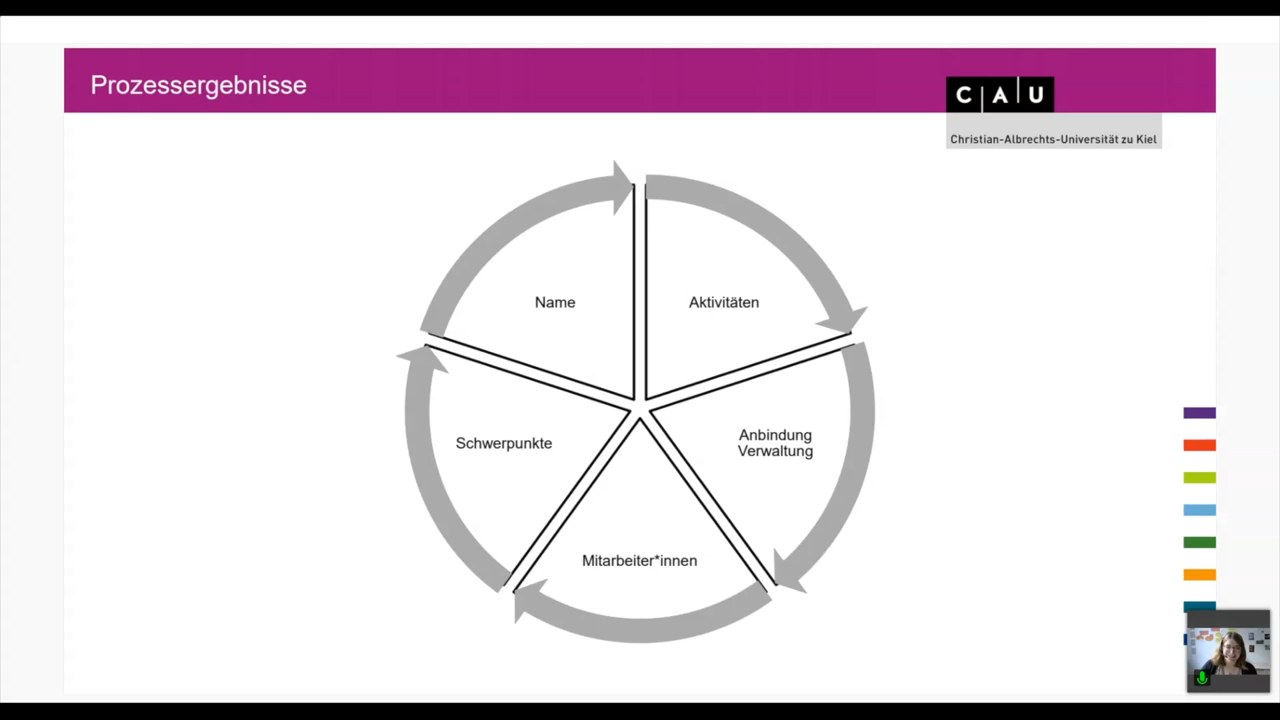 Prozessergebnisse
C A U
Christian-Albrechts-Universität zu Kiel
Name
Aktivitäten
Schwerpunkte
Anbindung
Verwaltung
Mitarbeiter*innen